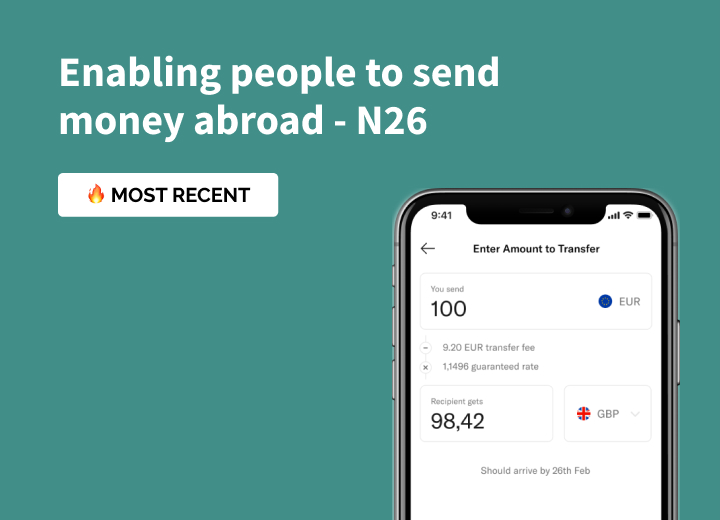 Enabling people to send
money abroad - N26
🔥 MOST RECENT
9:41
Enter Amount to Transfer
You send
100
EUR
9.20 EUR transfer fee
1,1496 guaranteed rate
Recipient gets
98,42
GBP
Should arrive by 26th Feb